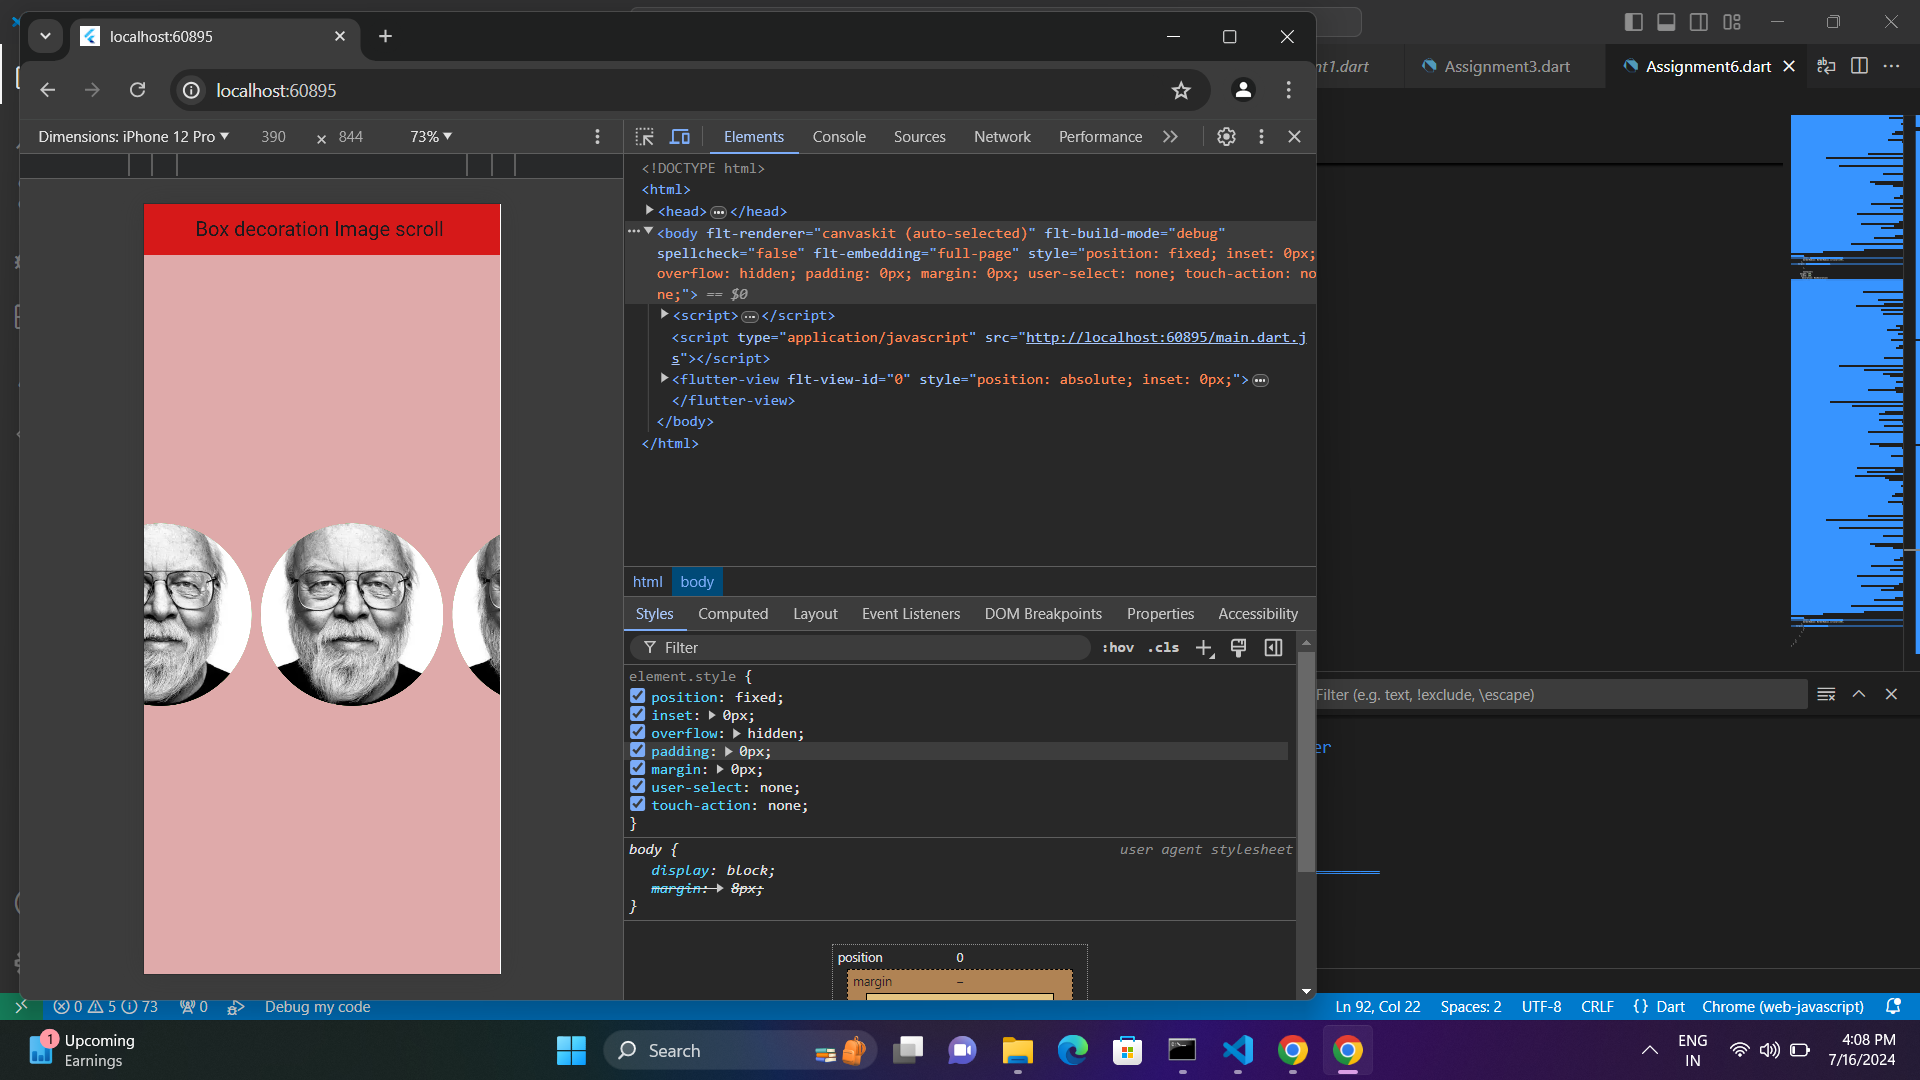 localhost:60895
nt1.dart
Assignment3.dart
Assignment6.dart
localhost:60895
Dimensions: iPhone 12 Pro
390
×
844
73%
Elements
Console
Sources
Network
Performance
<!DOCTYPE html>
<html>
<head> ••• </head>
Box decoration Image scroll
••• <body flt-renderer="canvaskit (auto-selected)" flt-build-mode="debug"
spellcheck="false" flt-embedding="full-page" style="position: fixed; inset: 0px;
overflow: hidden; padding: 0px; margin: 0px; user-select: none; touch-action: no
ne;"> == $0
<script> ••• </script>
<script type="application/javascript" src="http://localhost:60895/main.dart.j
s"></script>
<flutter-view flt-view-id="0" style="position: absolute; inset: 0px;"> •••
</flutter-view>
</body>
</html>
html
body
Styles
Computed
Layout
Event Listeners
DOM Breakpoints
Properties
Accessibility
Filter
:hov
.cls
element.style {
position: fixed;
inset: 0px;
overflow: hidden;
padding: 0px;
margin: 0px;
user-select: none;
touch-action: none;
}
body {
user agent stylesheet
display: block;
margin: 8px;
}
position
0
margin
–
Filter (e.g. text, !exclude, \escape)
er
0
5
73
0
Debug my code
Ln 92, Col 22
Spaces: 2
UTF-8
CRLF
{ } Dart
Chrome (web-javascript)
1
Upcoming
Earnings
Search
ENG
IN
4:08 PM
7/16/2024